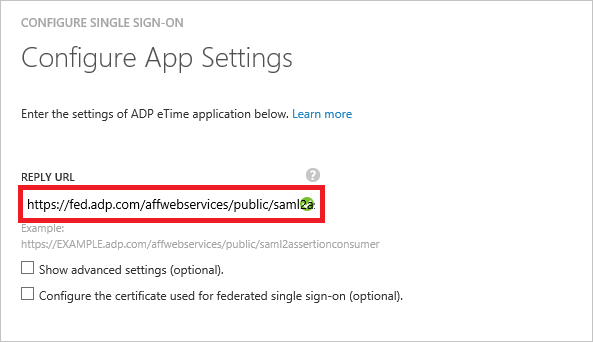 CONFIGURE SINGLE SIGN-ON
Configure App Settings
Enter the settings of ADP eTime application below. Learn more
REPLY URL ?
https://fed.adp.com/affwebservices/public/saml2a
Example:
https://EXAMPLE.adp.com/affwebservices/public/saml2assertionconsumer
Show advanced settings (optional).
Configure the certificate used for federated single sign-on (optional).